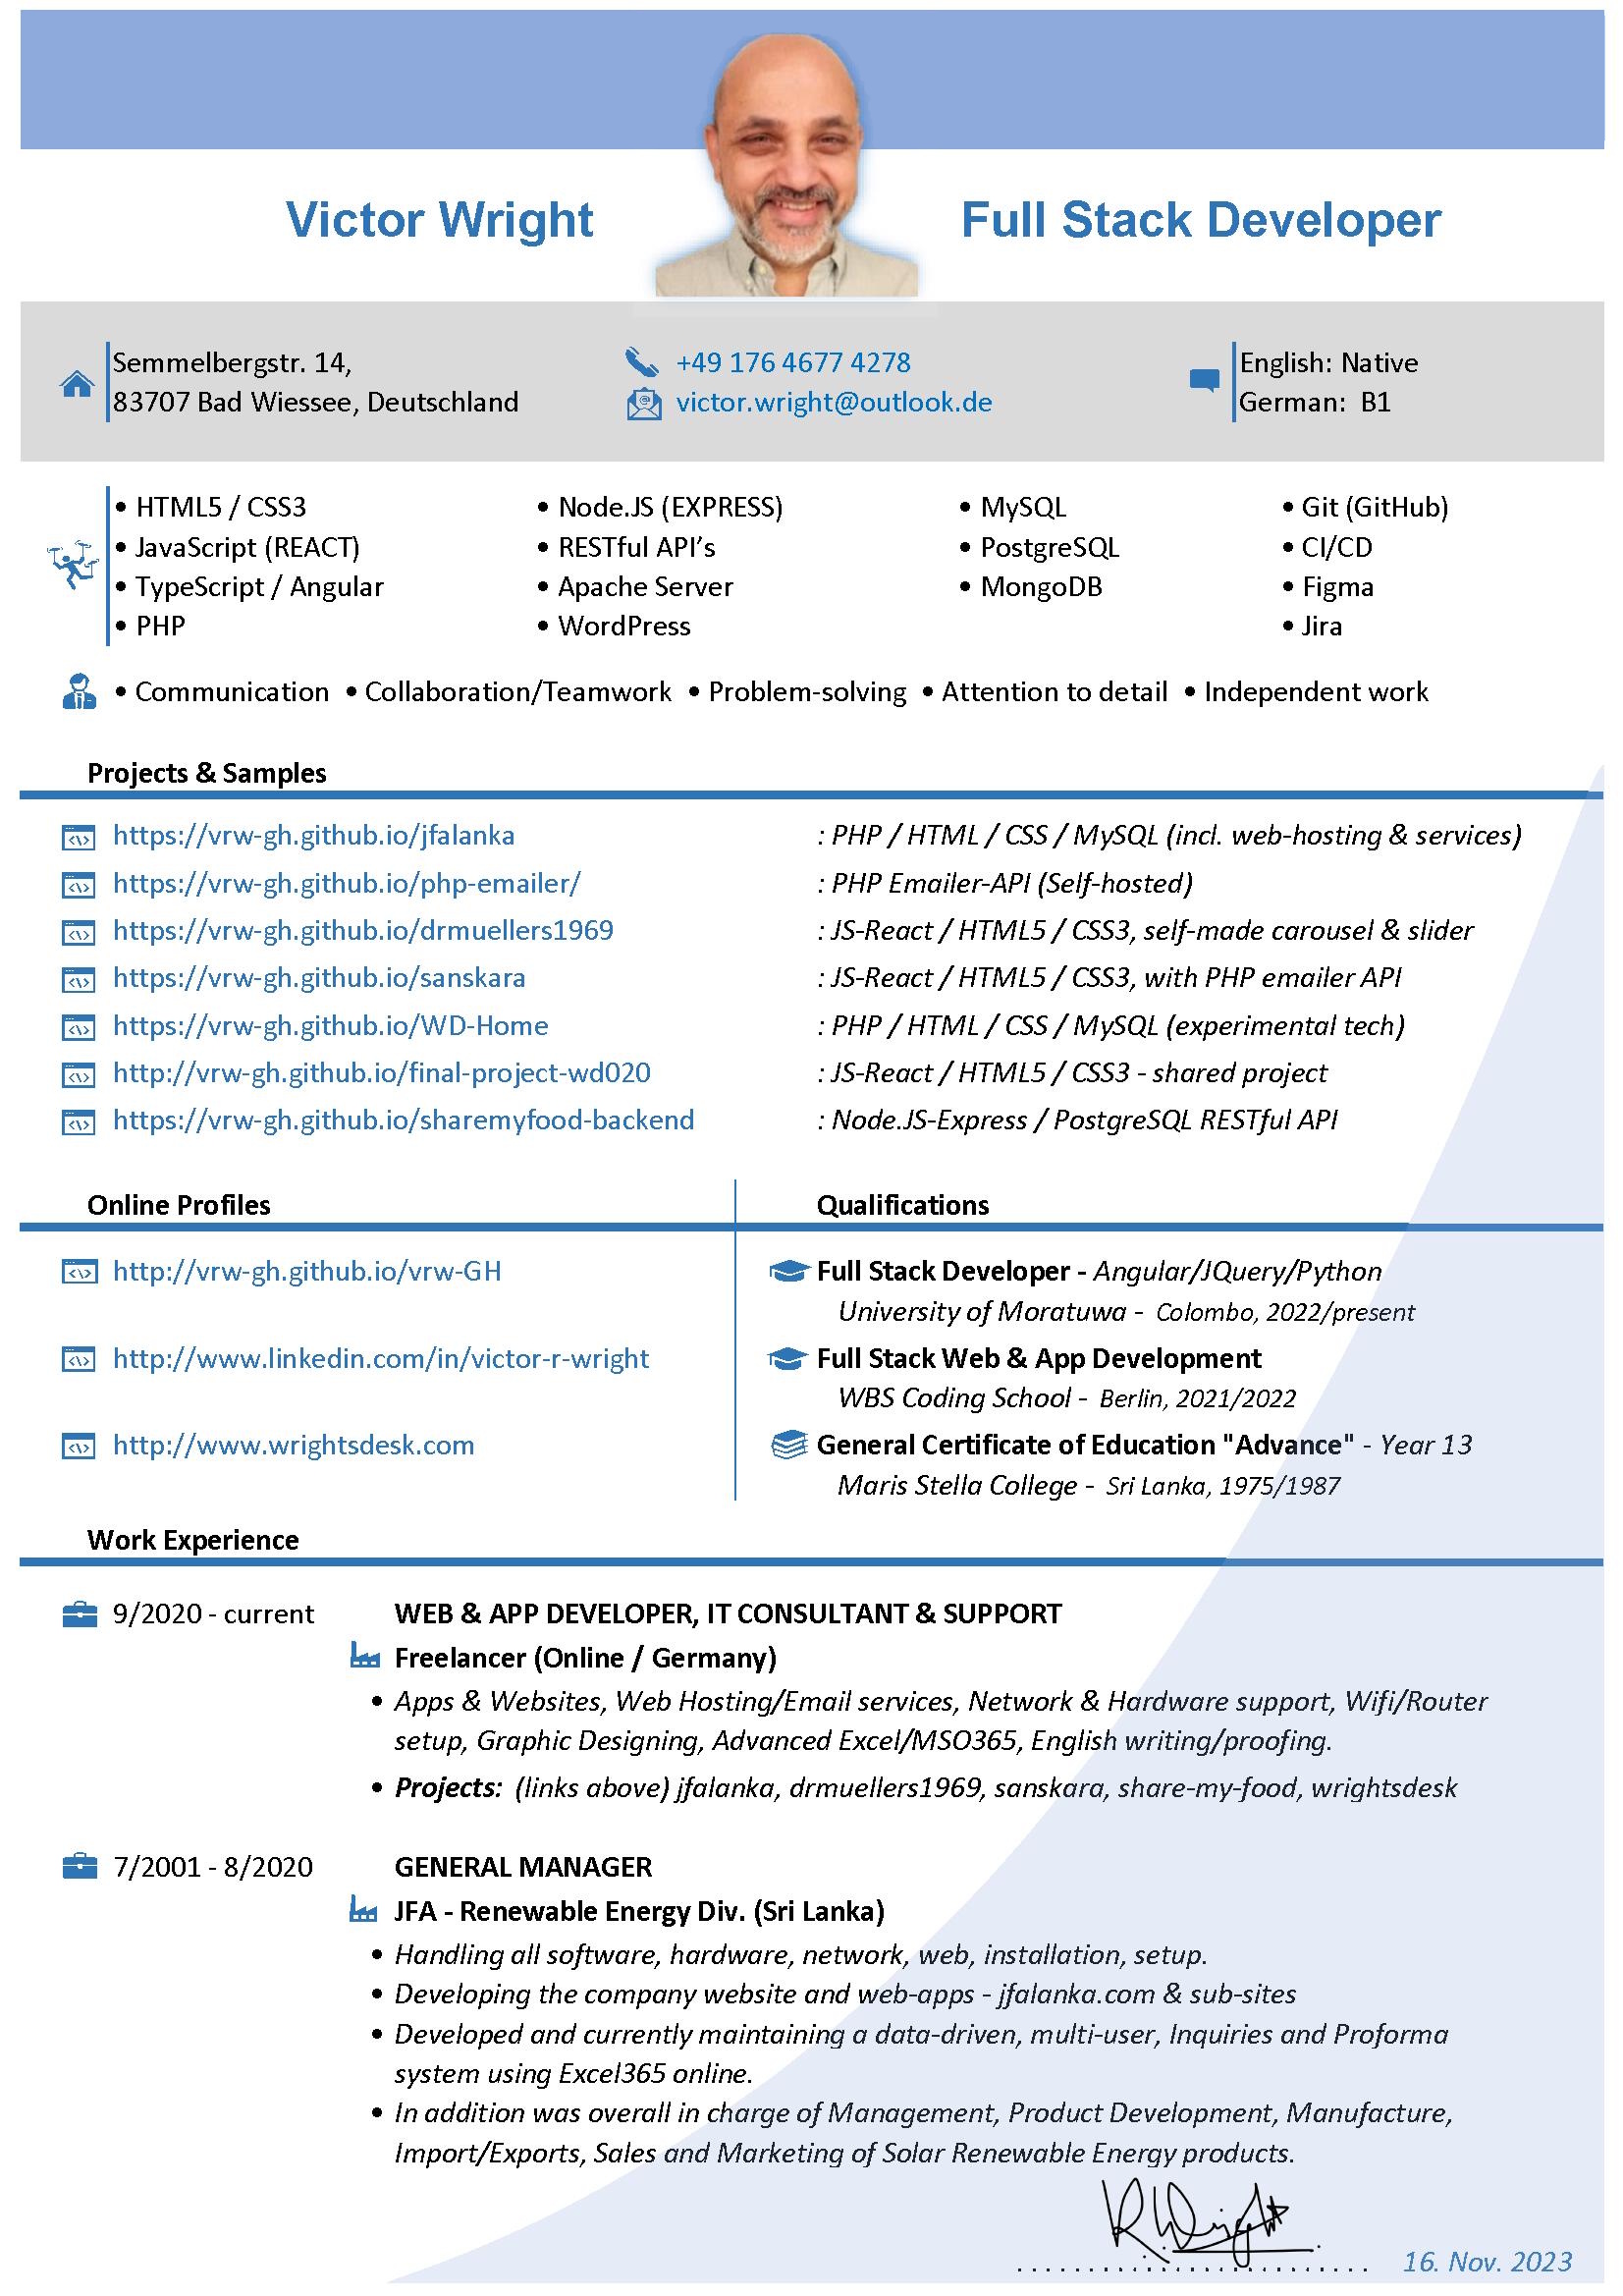 Victor Wright
Full Stack Developer
Semmelbergstr. 14,
83707 Bad Wiessee, Deutschland
+49 176 4677 4278
victor.wright@outlook.de
English: Native
German: B1
• HTML5 / CSS3
• JavaScript (REACT)
• TypeScript / Angular
• PHP
• Node.JS (EXPRESS)
• RESTful API’s
• Apache Server
• WordPress
• MySQL
• PostgreSQL
• MongoDB
• Git (GitHub)
• CI/CD
• Figma
• Jira
• Communication • Collaboration/Teamwork • Problem-solving • Attention to detail • Independent work
Projects & Samples
https://vrw-gh.github.io/jfalanka : PHP / HTML / CSS / MySQL (incl. web-hosting & services)
https://vrw-gh.github.io/php-emailer/ : PHP Emailer-API (Self-hosted)
https://vrw-gh.github.io/drmuellers1969 : JS-React / HTML5 / CSS3, self-made carousel & slider
https://vrw-gh.github.io/sanskara : JS-React / HTML5 / CSS3, with PHP emailer API
https://vrw-gh.github.io/WD-Home : PHP / HTML / CSS / MySQL (experimental tech)
http://vrw-gh.github.io/final-project-wd020 : JS-React / HTML5 / CSS3 - shared project
https://vrw-gh.github.io/sharemyfood-backend : Node.JS-Express / PostgreSQL RESTful API
Online Profiles
http://vrw-gh.github.io/vrw-GH
http://www.linkedin.com/in/victor-r-wright
http://www.wrightsdesk.com
Qualifications
Full Stack Developer - Angular/JQuery/Python
University of Moratuwa - Colombo, 2022/present
Full Stack Web & App Development
WBS Coding School - Berlin, 2021/2022
General Certificate of Education "Advance" - Year 13
Maris Stella College - Sri Lanka, 1975/1987
Work Experience
9/2020 - current WEB & APP DEVELOPER, IT CONSULTANT & SUPPORT
Freelancer (Online / Germany)
• Apps & Websites, Web Hosting/Email services, Network & Hardware support, Wifi/Router
setup, Graphic Designing, Advanced Excel/MSO365, English writing/proofing.
• Projects: (links above) jfalanka, drmuellers1969, sanskara, share-my-food, wrightsdesk
7/2001 - 8/2020 GENERAL MANAGER
JFA - Renewable Energy Div. (Sri Lanka)
• Handling all software, hardware, network, web, installation, setup.
• Developing the company website and web-apps - jfalanka.com & sub-sites
• Developed and currently maintaining a data-driven, multi-user, Inquiries and Proforma
system using Excel365 online.
• In addition was overall in charge of Management, Product Development, Manufacture,
Import/Exports, Sales and Marketing of Solar Renewable Energy products.
RWright
16. Nov. 2023